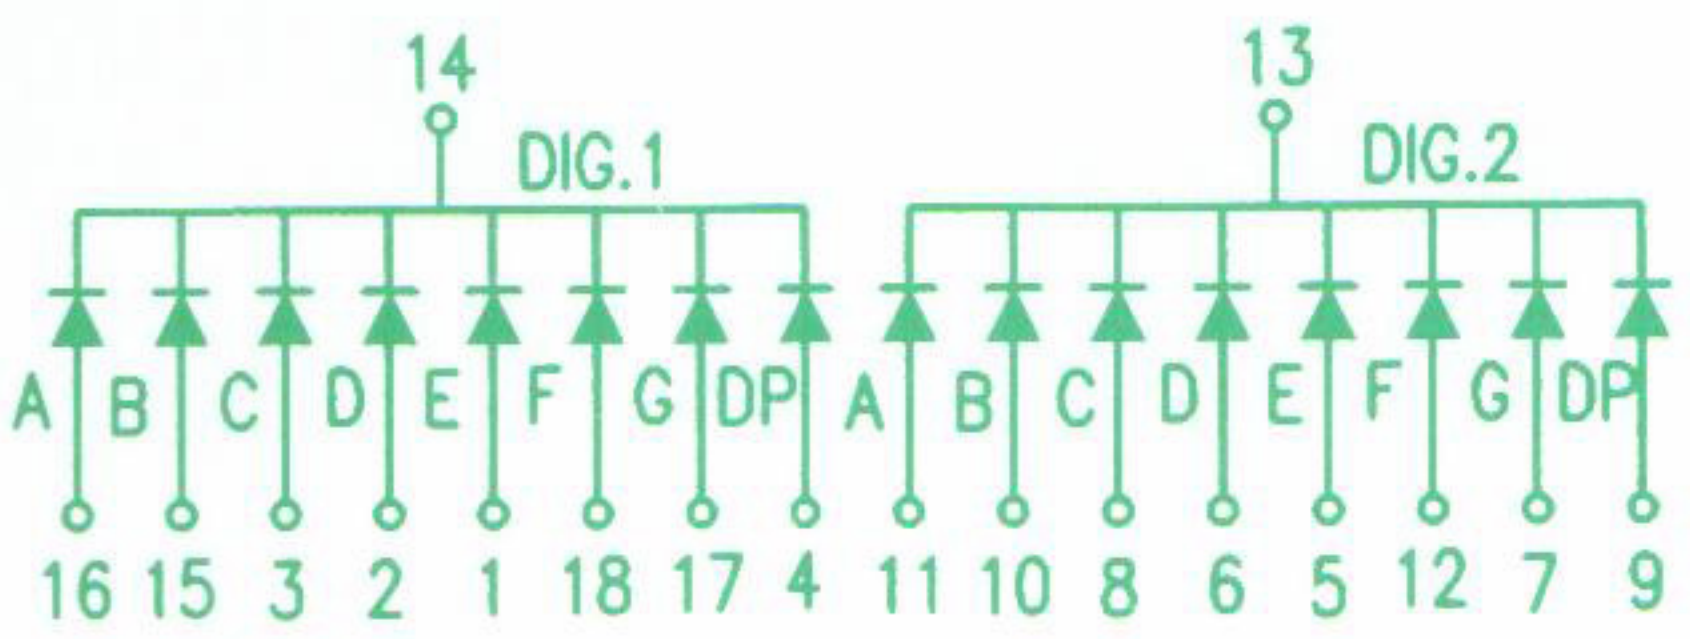 14 13
DIG.1 DIG.2
A B C D E F G DP A B C D E F G DP
16 15 3 2 1 18 17 4 11 10 8 6 5 12 7 9